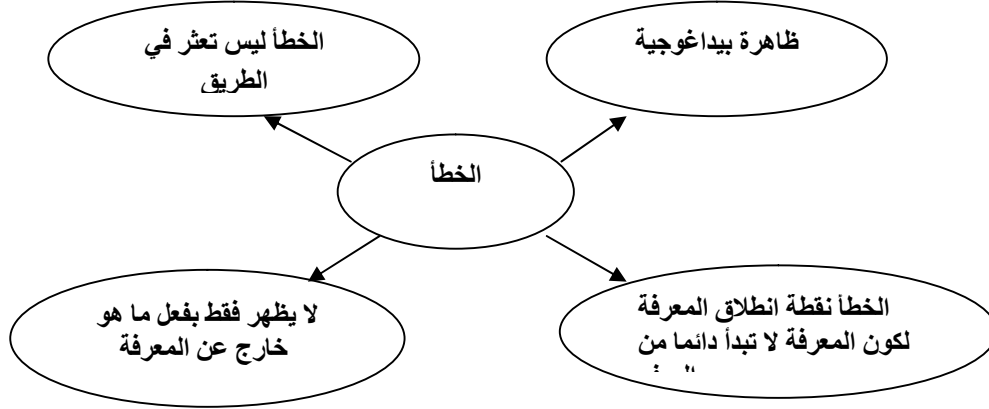 ظاهرة بيداغوجية
الخطأ ليس تعثر في
الطريق
الخطأ
الخطأ نقطة انطلاق المعرفة
لكون المعرفة لا تبدأ دائما من
لا يظهر فقط بفعل ما هو
خارج عن المعرفة